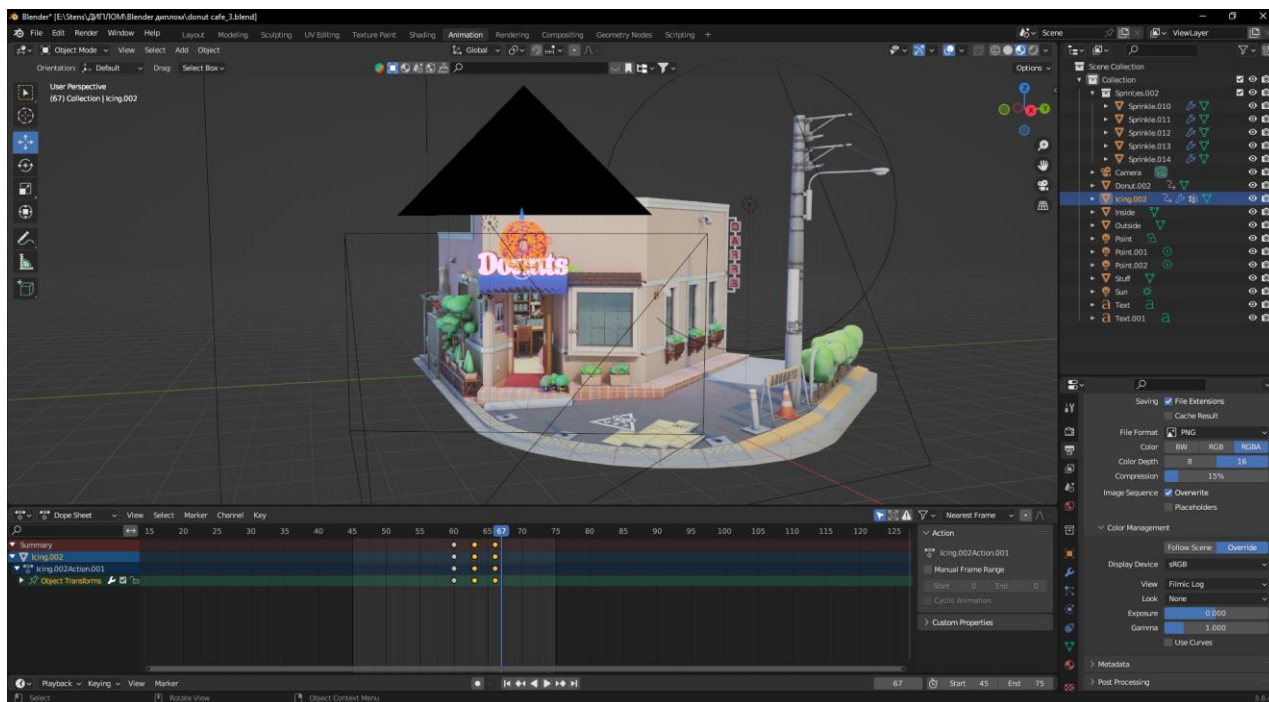 Blender* [E:\Stens\ДИПЛОМ\Blender диплом\donut cafe_3.blend]
File Edit Render Window Help Layout Modeling Sculpting UV Editing Texture Paint Shading Animation Rendering Compositing Geometry Nodes Scripting + Scene ViewLayer
Object Mode View Select Add Object Global
Orientation: Default Drag: Select Box Options
User Perspective
(67) Collection | Icing.002
Z
X
Y
Donuts
Scene Collection
Collection
Sprinkles.002
Sprinkle.010
Sprinkle.011
Sprinkle.012
Sprinkle.013
Sprinkle.014
Camera
Donut.002
Icing.002
Inside
Outside
Point
Point.001
Point.002
Stuff
Sun
Text
Text.001
Saving File Extensions
Cache Result
File Format PNG
Color BW RGB RGBA
Color Depth 8 16
Compression 15%
Image Sequence Overwrite
Placeholders
Color Management
Follow Scene Override
Display Device sRGB
View Filmic Log
Look None
Exposure 0.000
Gamma 1.000
Use Curves
Metadata
Post Processing
Dope Sheet View Select Marker Channel Key Nearest Frame
15 20 25 30 35 40 45 50 55 60 65 67 70 75 80 85 90 95 100 105 110 115 120 125
Summary
Icing.002
Icing.002Action.001
Object Transforms
Action
Icing.002Action.001
Manual Frame Range
Start 0 End 0
Cyclic Animation
Custom Properties
Playback Keying View Marker 67 Start 45 End 75
Select Rotate View Object Context Menu